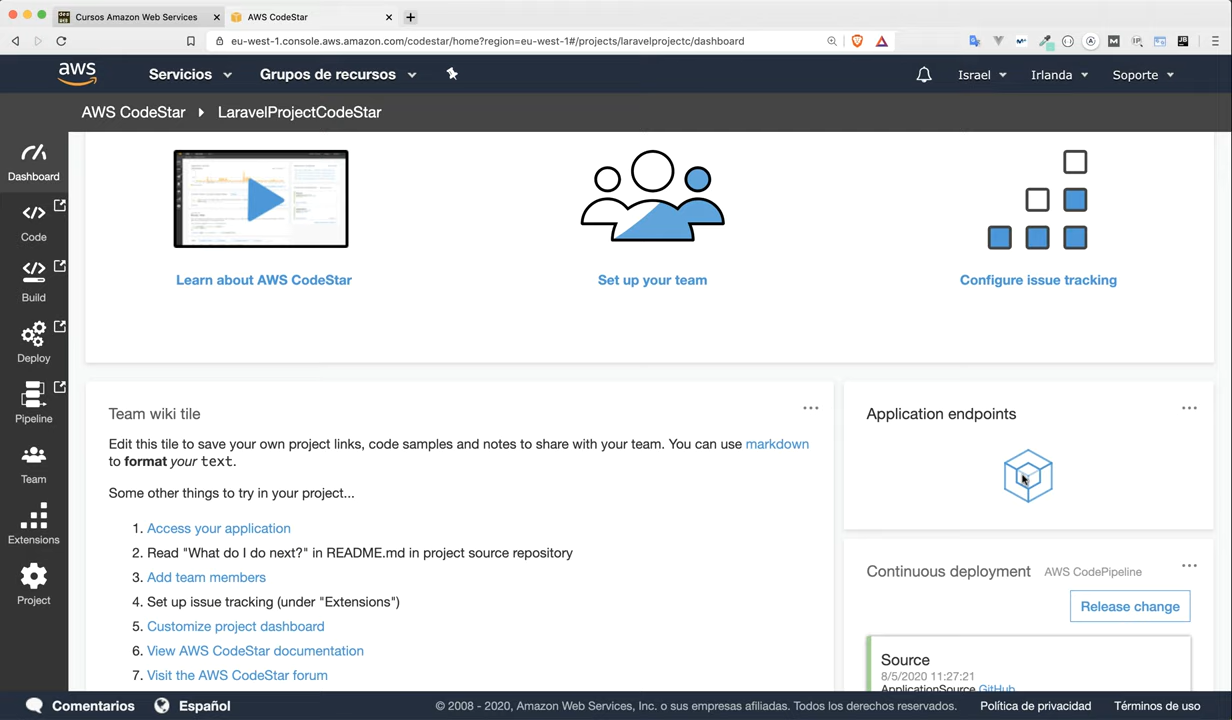 Cursos Amazon Web Services
AWS CodeStar
eu-west-1.console.aws.amazon.com/codestar/home?region=eu-west-1#/projects/laravelprojectc/dashboard
aws
Servicios
Grupos de recursos
Israel
Irlanda
Soporte
AWS CodeStar
LaravelProjectCodeStar
Dashboard
Code
Build
Deploy
Pipeline
Team
Extensions
Project
Learn about AWS CodeStar
Set up your team
Configure issue tracking
Team wiki tile
Edit this tile to save your own project links, code samples and notes to share with your team. You can use markdown
to format your text.
Some other things to try in your project...
1. Access your application
2. Read "What do I do next?" in README.md in project source repository
3. Add team members
4. Set up issue tracking (under "Extensions")
5. Customize project dashboard
6. View AWS CodeStar documentation
7. Visit the AWS CodeStar forum
Application endpoints
Continuous deployment AWS CodePipeline
Release change
Source
8/5/2020 11:27:21
ApplicationSource GitHub
Comentarios
Español
© 2008 - 2020, Amazon Web Services, Inc. o sus empresas afiliadas. Todos los derechos reservados.
Política de privacidad
Términos de uso